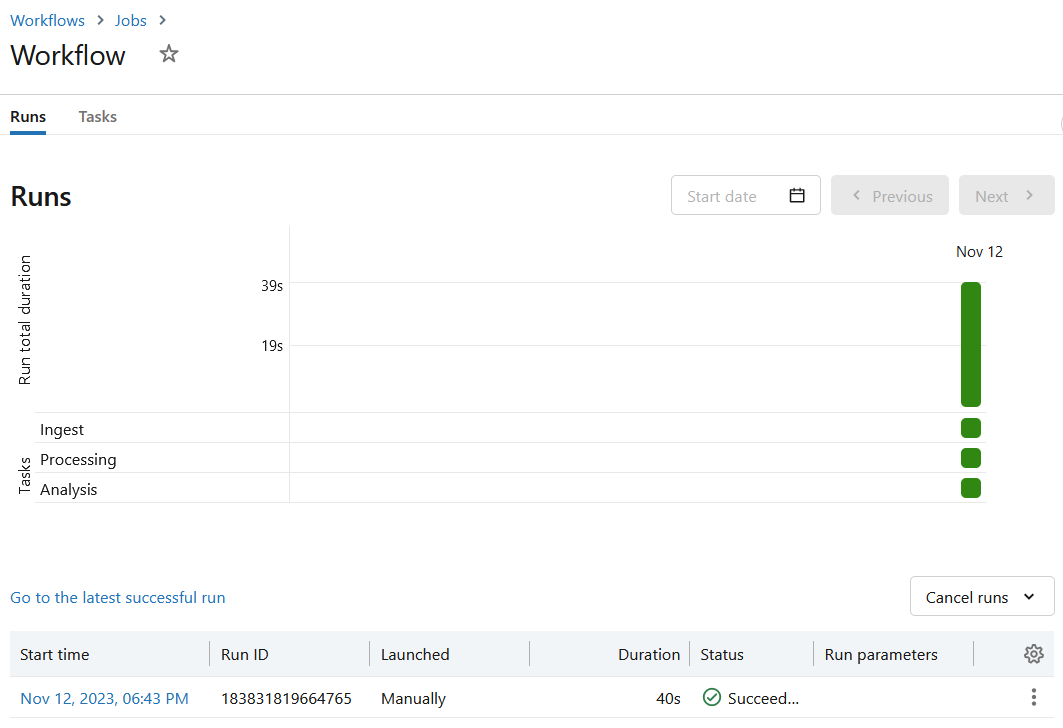 Workflows > Jobs >
Workflow
Runs Tasks
Runs
Start date
Previous
Next
Nov 12
Run total duration
39s
19s
Tasks
Ingest
Processing
Analysis
Go to the latest successful run
Cancel runs
Start time Run ID Launched Duration Status Run parameters
Nov 12, 2023, 06:43 PM 183831819664765 Manually 40s Succeed...